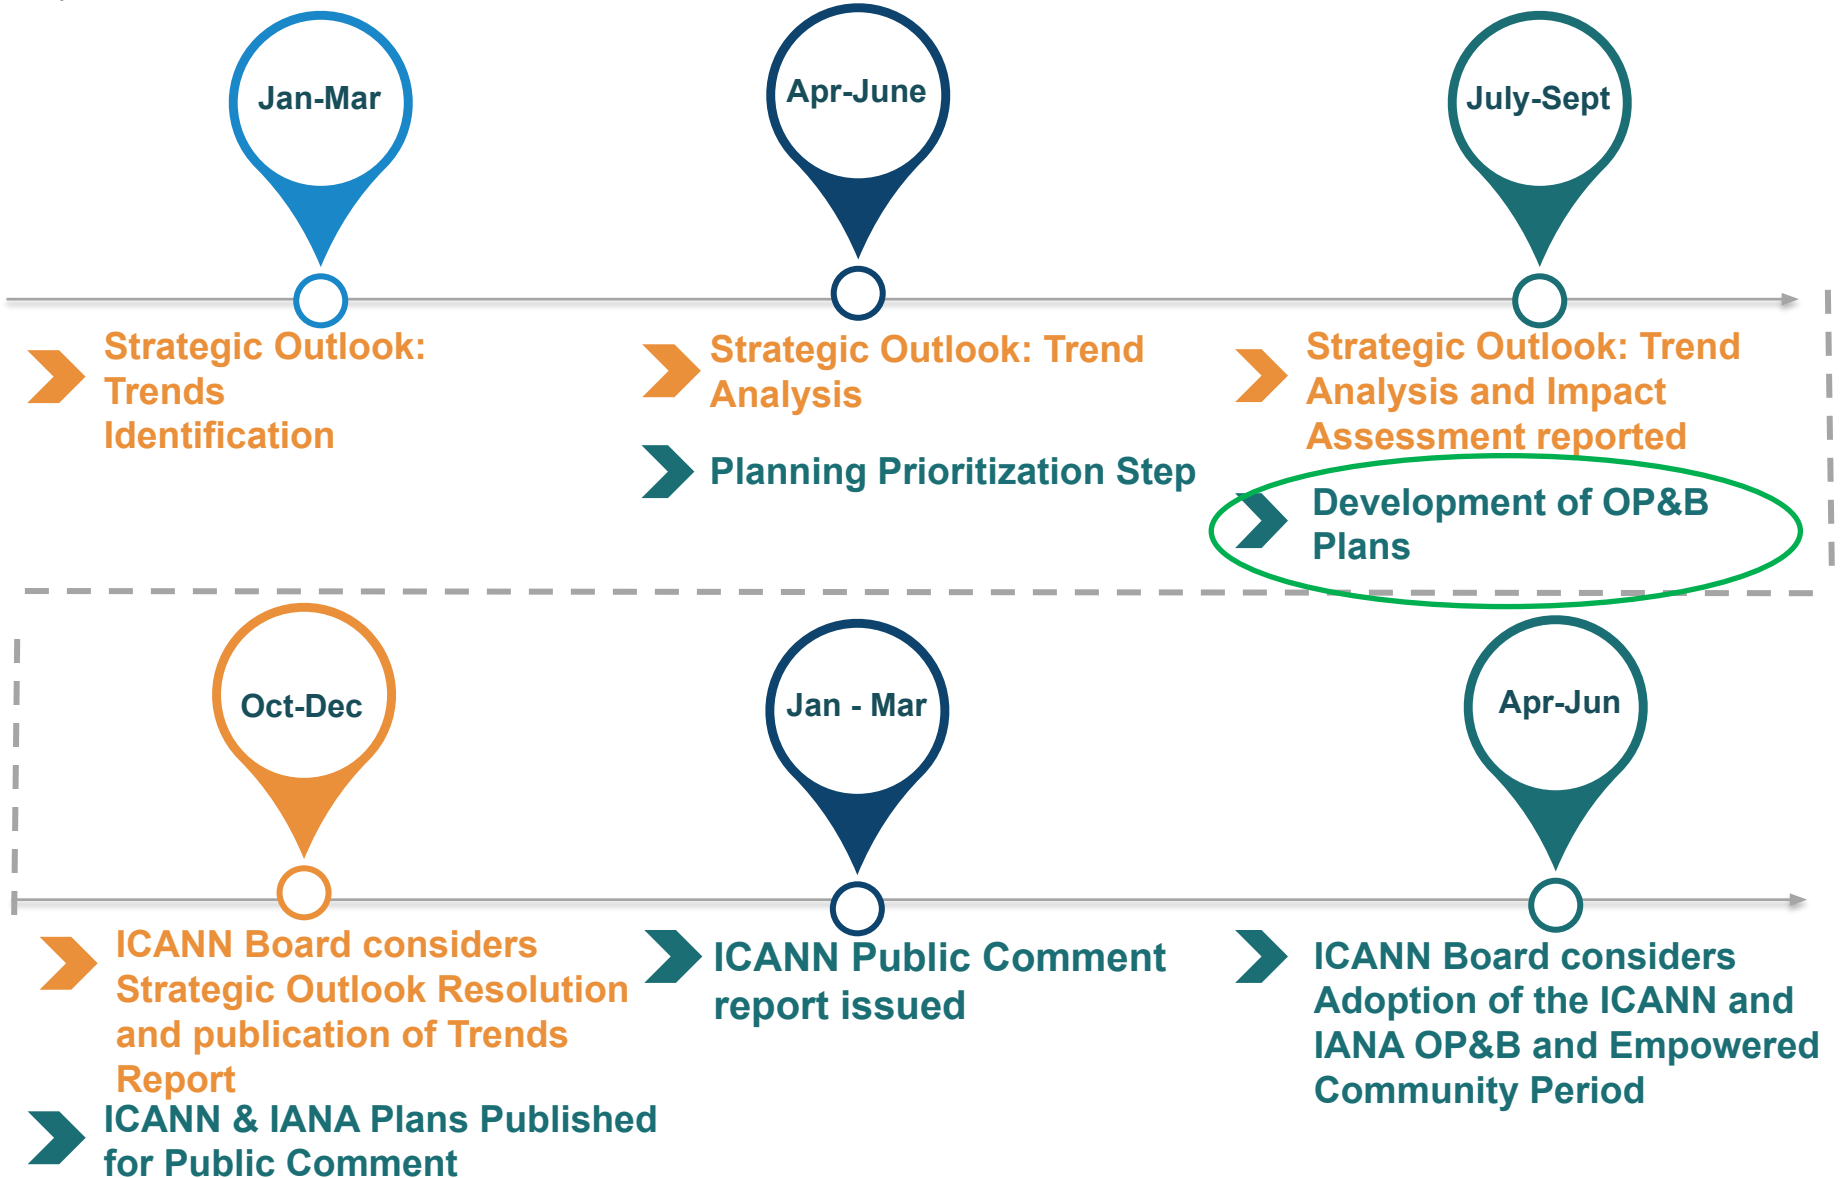 Jan-Mar
Apr-June
July-Sept
Strategic Outlook:
Trends
Identification
Strategic Outlook: Trend
Analysis
Planning Prioritization Step
Strategic Outlook: Trend
Analysis and Impact
Assessment reported
Development of OP&B
Plans
Oct-Dec
Jan - Mar
Apr-Jun
ICANN Board considers
Strategic Outlook Resolution
and publication of Trends
Report
ICANN & IANA Plans Published
for Public Comment
ICANN Public Comment
report issued
ICANN Board considers
Adoption of the ICANN and
IANA OP&B and Empowered
Community Period